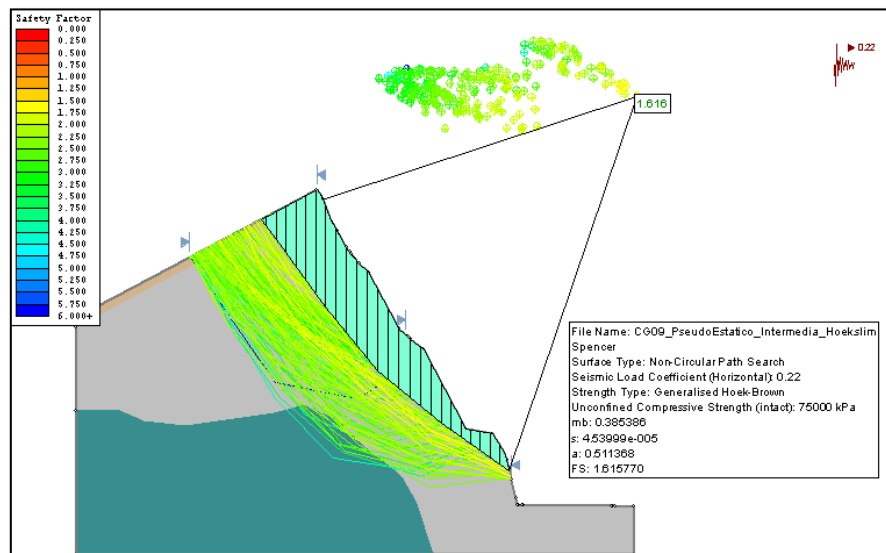 Safety Factor
0.000
0.250
0.500
0.750
1.000
1.250
1.500
1.750
2.000
2.250
2.500
2.750
3.000
3.250
3.500
3.750
4.000
4.250
4.500
4.750
5.000
5.250
5.500
5.750
6.000+
0.22
1.616
File Name: CG09_PseudoEstatico_Intermedia_Hoek.slim
Spencer
Surface Type: Non-Circular Path Search
Seismic Load Coefficient (Horizontal): 0.22
Strength Type: Generalised Hoek-Brown
Unconfined Compressive Strength (intact): 75000 kPa
mb: 0.385386
s: 4.53999e-005
a: 0.511368
FS: 1.615770